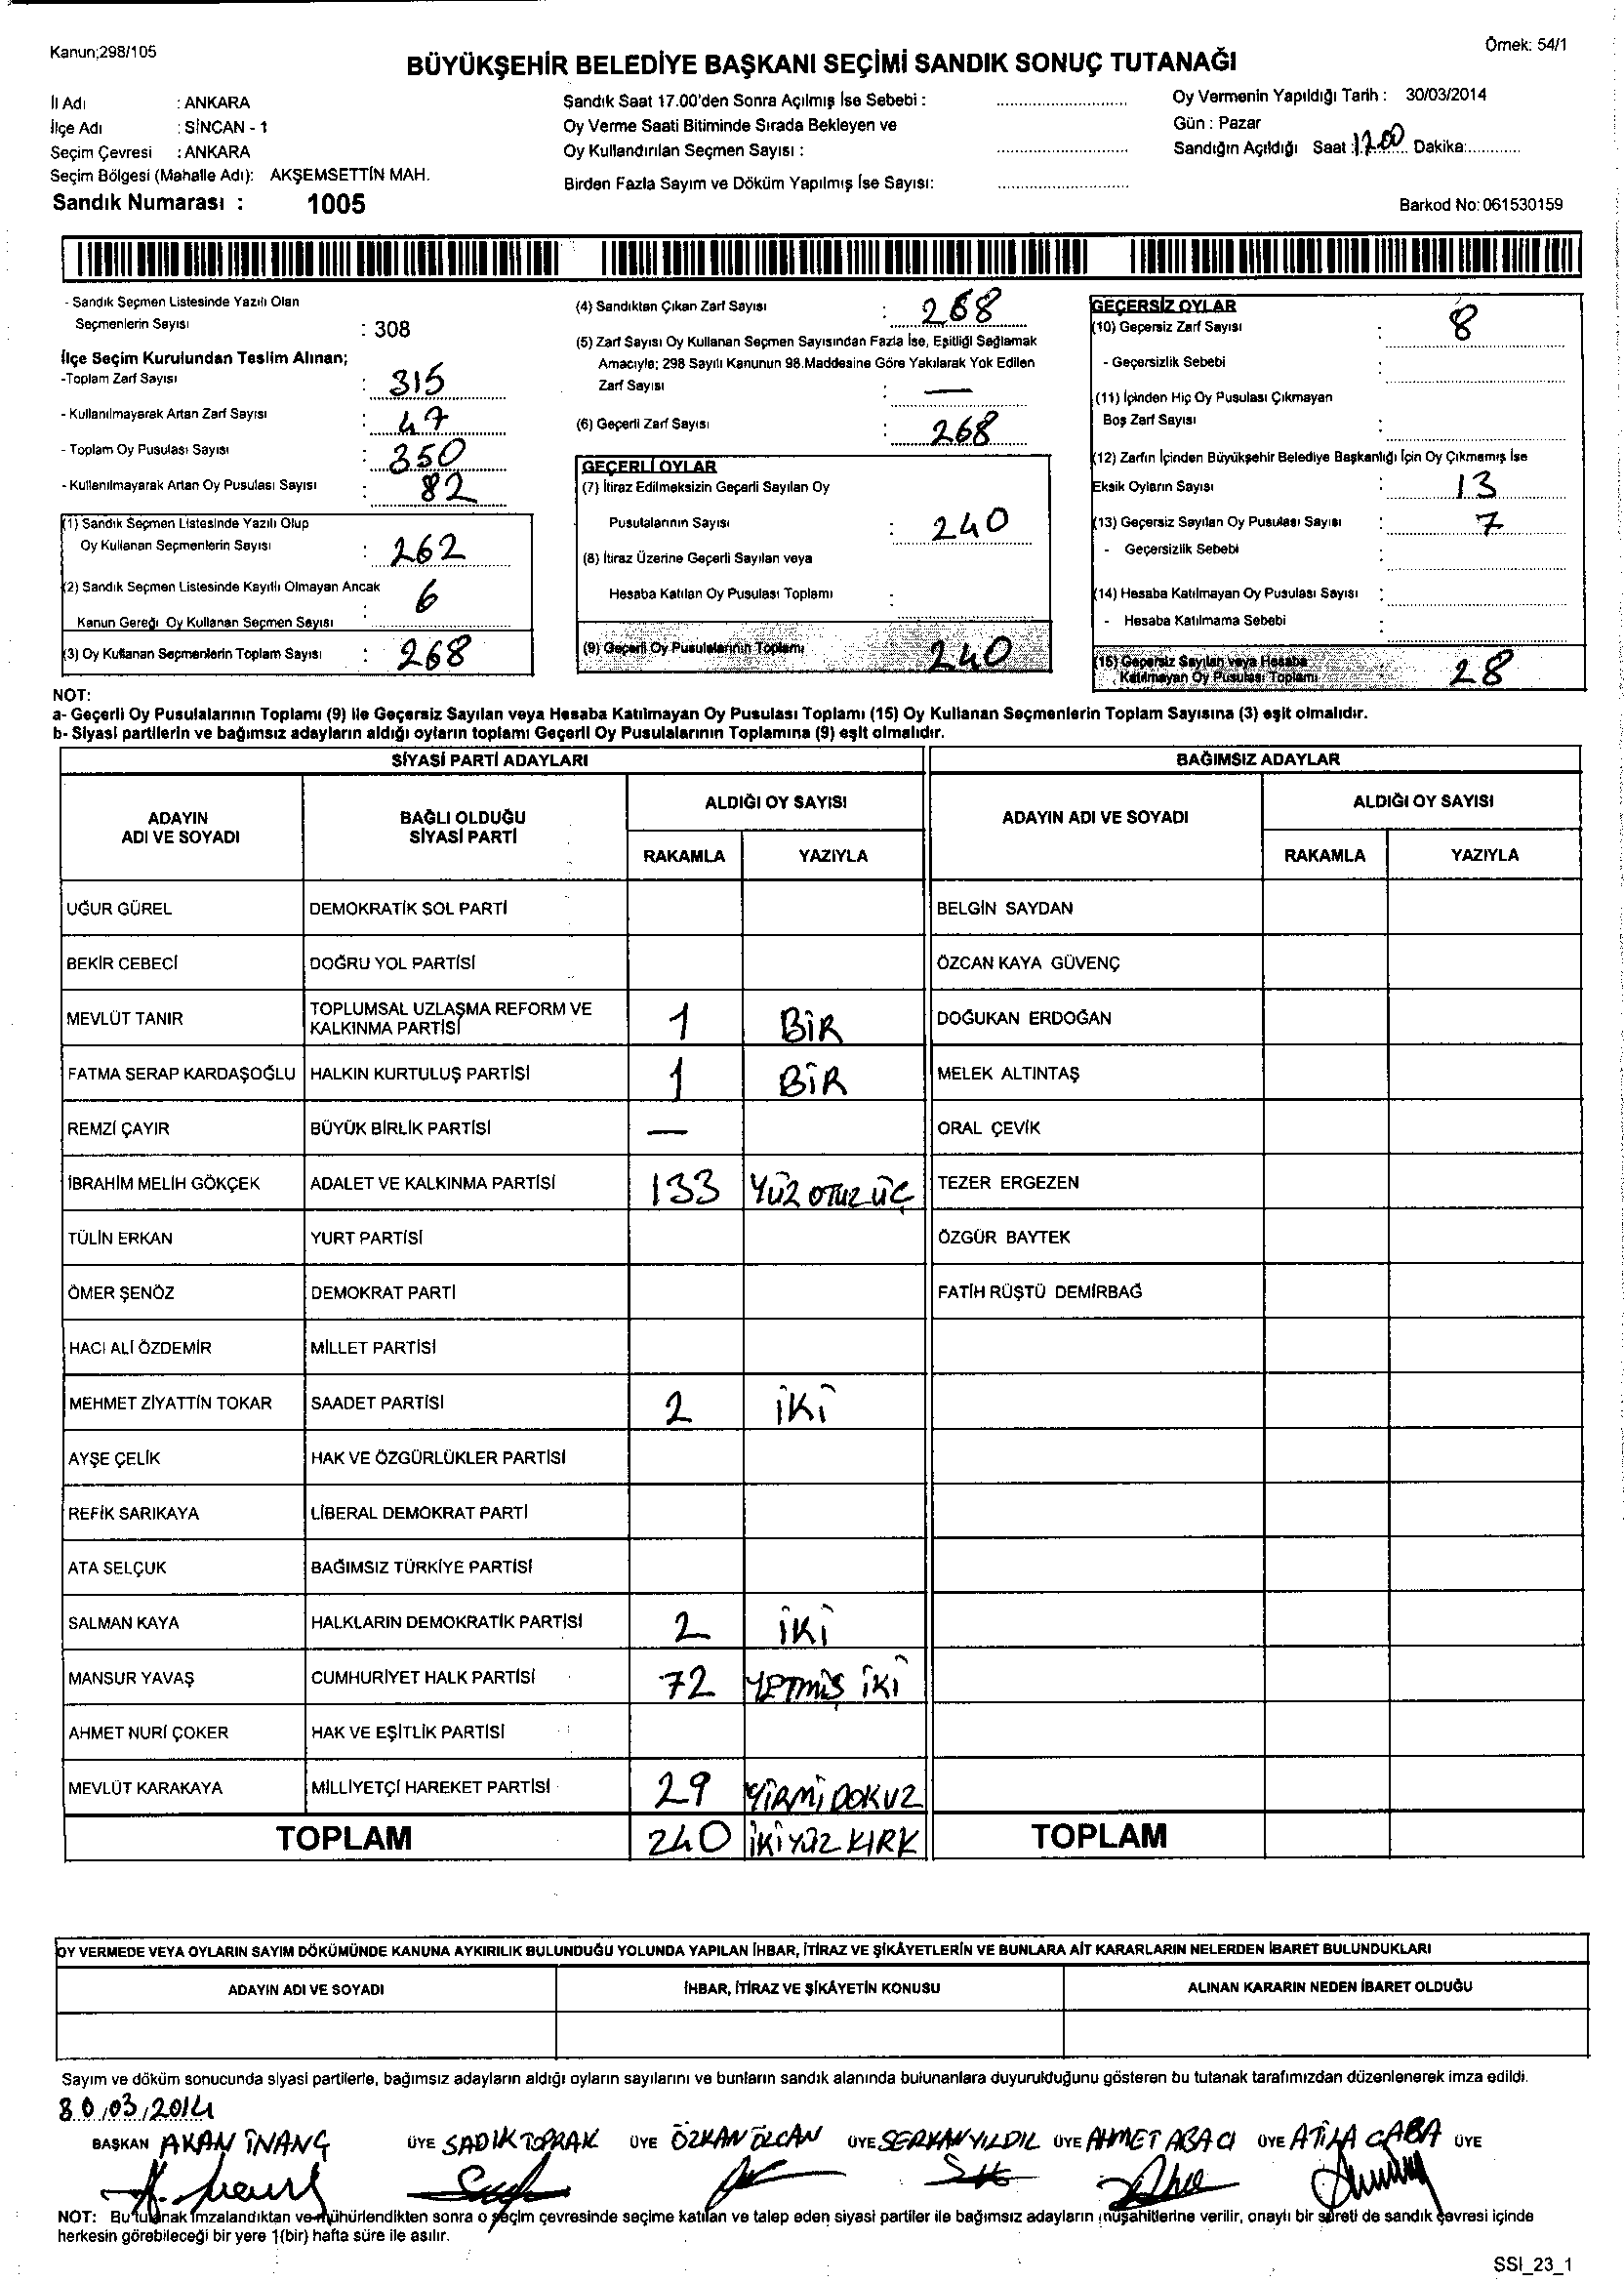 Kanun;298/105
Örnek: 54/1
BÜYÜKŞEHİR BELEDİYE BAŞKANI SEÇİMİ SANDIK SONUÇ TUTANAĞI
İl Adı : ANKARA
İlçe Adı : SİNCAN - 1
Seçim Çevresi : ANKARA
Seçim Bölgesi (Mahalle Adı): AKŞEMSETTİN MAH.
Sandık Numarası : 1005
Sandık Saat 17.00'den Sonra Açılmış İse Sebebi :
Oy Verme Saati Bitiminde Sırada Bekleyen ve
Oy Kullandırılan Seçmen Sayısı :
Birden Fazla Sayım ve Döküm Yapılmış İse Sayısı:
Oy Vermenin Yapıldığı Tarih : 30/03/2014
Gün : Pazar
Sandığın Açıldığı Saat : 17.00 Dakika:
Barkod No: 061530159
- Sandık Seçmen Listesinde Yazılı Olan
Seçmenlerin Sayısı : 308
İlçe Seçim Kurulundan Teslim Alınan;
-Toplam Zarf Sayısı : 315
- Kullanılmayarak Artan Zarf Sayısı : 47
- Toplam Oy Pusulası Sayısı : 350
- Kullanılmayarak Artan Oy Pusulası Sayısı : 82
(1) Sandık Seçmen Listesinde Yazılı Olup
Oy Kullanan Seçmenlerin Sayısı : 262
(2) Sandık Seçmen Listesinde Kayıtlı Olmayan Ancak
Kanun Gereği Oy Kullanan Seçmen Sayısı : 6
(3) Oy Kullanan Seçmenlerin Toplam Sayısı : 268
(4) Sandıktan Çıkan Zarf Sayısı : 268
(5) Zarf Sayısı Oy Kullanan Seçmen Sayısından Fazla İse, Eşitliği Sağlamak
Amacıyla; 298 Sayılı Kanunun 98.Maddesine Göre Yakılarak Yok Edilen
Zarf Sayısı : —
(6) Geçerli Zarf Sayısı : 268
GEÇERLİ OYLAR
(7) İtiraz Edilmeksizin Geçerli Sayılan Oy
Pusulalarının Sayısı : 240
(8) İtiraz Üzerine Geçerli Sayılan veya
Hesaba Katılan Oy Pusulası Toplamı :
(9) Geçerli Oy Pusulalarının Toplamı 240
GEÇERSİZ OYLAR
(10) Geçersiz Zarf Sayısı : 8
- Geçersizlik Sebebi :
(11) İçinden Hiç Oy Pusulası Çıkmayan
Boş Zarf Sayısı :
(12) Zarfın İçinden Büyükşehir Belediye Başkanlığı İçin Oy Çıkmamış İse
Eksik Oyların Sayısı : 13
(13) Geçersiz Sayılan Oy Pusulası Sayısı : 7
- Geçersizlik Sebebi :
(14) Hesaba Katılmayan Oy Pusulası Sayısı :
- Hesaba Katılmama Sebebi :
(15) Geçersiz Sayılan veya Hesaba
Katılmayan Oy Pusulası Toplamı 28
NOT:
a- Geçerli Oy Pusulalarının Toplamı (9) ile Geçersiz Sayılan veya Hesaba Katılmayan Oy Pusulası Toplamı (15) Oy Kullanan Seçmenlerin Toplam Sayısına (3) eşit olmalıdır.
b- Siyasi partilerin ve bağımsız adayların aldığı oyların toplamı Geçerli Oy Pusulalarının Toplamına (9) eşit olmalıdır.
SİYASİ PARTİ ADAYLARI
BAĞIMSIZ ADAYLAR
ADAYIN ADI VE SOYADI
BAĞLI OLDUĞU SİYASİ PARTİ
ALDIĞI OY SAYISI
RAKAMLA YAZIYLA
ADAYIN ADI VE SOYADI
ALDIĞI OY SAYISI
RAKAMLA YAZIYLA
UĞUR GÜREL DEMOKRATİK SOL PARTİ BELGİN SAYDAN
BEKİR CEBECİ DOĞRU YOL PARTİSİ ÖZCAN KAYA GÜVENÇ
MEVLÜT TANIR TOPLUMSAL UZLAŞMA REFORM VE KALKINMA PARTİSİ 1 BİR DOĞUKAN ERDOĞAN
FATMA SERAP KARDAŞOĞLU HALKIN KURTULUŞ PARTİSİ 1 BİR MELEK ALTINTAŞ
REMZİ ÇAYIR BÜYÜK BİRLİK PARTİSİ — ORAL ÇEVİK
İBRAHİM MELİH GÖKÇEK ADALET VE KALKINMA PARTİSİ 133 YÜZ OTUZ ÜÇ TEZER ERGEZEN
TÜLİN ERKAN YURT PARTİSİ ÖZGÜR BAYTEK
ÖMER ŞENÖZ DEMOKRAT PARTİ FATİH RÜŞTÜ DEMİRBAĞ
HACI ALİ ÖZDEMİR MİLLET PARTİSİ
MEHMET ZİYATTİN TOKAR SAADET PARTİSİ 2 İKİ
AYŞE ÇELİK HAK VE ÖZGÜRLÜKLER PARTİSİ
REFİK SARIKAYA LİBERAL DEMOKRAT PARTİ
ATA SELÇUK BAĞIMSIZ TÜRKİYE PARTİSİ
SALMAN KAYA HALKLARIN DEMOKRATİK PARTİSİ 2 İKİ
MANSUR YAVAŞ CUMHURİYET HALK PARTİSİ 72 YETMİŞ İKİ
AHMET NURİ ÇOKER HAK VE EŞİTLİK PARTİSİ
MEVLÜT KARAKAYA MİLLİYETÇİ HAREKET PARTİSİ 29 YİRMİ DOKUZ
TOPLAM 240 İKİ YÜZ KIRK TOPLAM
OY VERMEDE VEYA OYLARIN SAYIM DÖKÜMÜNDE KANUNA AYKIRILIK BULUNDUĞU YOLUNDA YAPILAN İHBAR, İTİRAZ VE ŞİKÂYETLERİN VE BUNLARA AİT KARARLARIN NELERDEN İBARET BULUNDUKLARI
ADAYIN ADI VE SOYADI İHBAR, İTİRAZ VE ŞİKÂYETİN KONUSU ALINAN KARARIN NEDEN İBARET OLDUĞU
Sayım ve döküm sonucunda siyasi partilerle, bağımsız adayların aldığı oyların sayılarını ve bunların sandık alanında bulunanlara duyurulduğunu gösteren bu tutanak tarafımızdan düzenlenerek imza edildi.
30/03/2014
BAŞKAN AKAN İNANÇ ÜYE SADIK TOPRAK ÜYE ÖZKAN ÖLCAN ÜYE SERKAN YILDIL ÜYE AHMET ABACI ÜYE ATİLA CABA ÜYE
NOT: Bu tutanak imzalandıktan ve mühürlendikten sonra o seçim çevresinde seçime katılan ve talep eden siyasi partiler ile bağımsız adayların müşahitlerine verilir, onaylı bir sureti de sandık çevresi içinde
herkesin görebileceği bir yere 1(bir) hafta süre ile asılır.
SSI_23_1